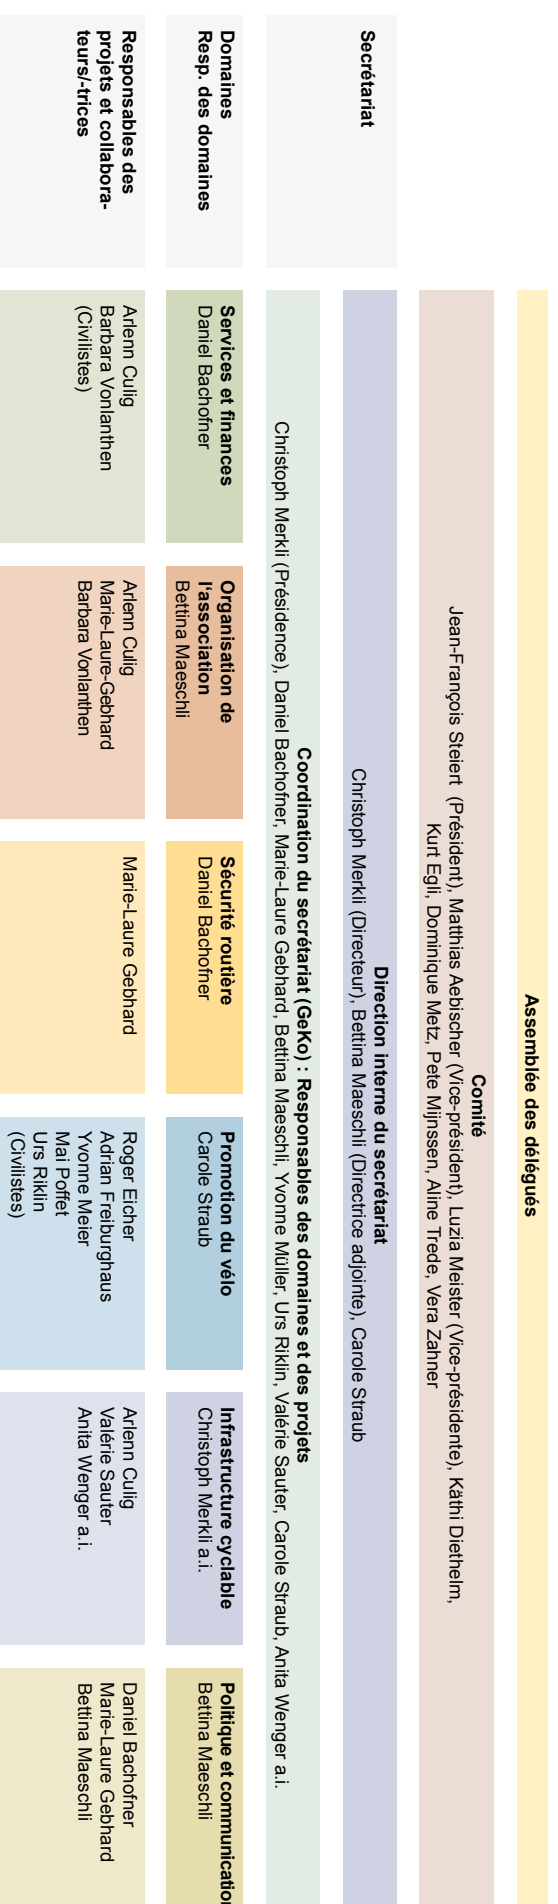 Assemblée des délégués
Comité
Jean-François Steiert (Président), Matthias Aebischer (Vice-président), Luzia Meister (Vice-présidente), Käthi Diethelm,
Kurt Egli, Dominique Metz, Pete Mijnssen, Aline Trede, Vera Zahner
Secrétariat
Direction interne du secrétariat
Christoph Merkli (Directeur), Bettina Maeschli (Directrice adjointe), Carole Straub
Coordination du secrétariat (GeKo) : Responsables des domaines et des projets
Christoph Merkli (Présidence), Daniel Bachofner, Marie-Laure Gebhard, Bettina Maeschli, Yvonne Müller, Urs Riklin, Valérie Sauter, Carole Straub, Anita Wenger a.i.
Domaines
Resp. des domaines
Services et finances
Daniel Bachofner
Organisation de
l'association
Bettina Maeschli
Sécurité routière
Daniel Bachofner
Promotion du vélo
Carole Straub
Infrastructure cyclable
Christoph Merkli a.i.
Politique et communication
Bettina Maeschli
Responsables des
projets et collabora-
teurs/-trices
Arlenn Culig
Barbara Vonlanthen
(Civilistes)
Arlenn Culig
Marie-Laure-Gebhard
Barbara Vonlanthen
Marie-Laure Gebhard
Roger Eicher
Adrian Freiburghaus
Yvonne Meier
Mai Poffet
Urs Riklin
(Civilistes)
Arlenn Culig
Valérie Sauter
Anita Wenger a.i.
Daniel Bachofner
Marie-Laure Gebhard
Bettina Maeschli